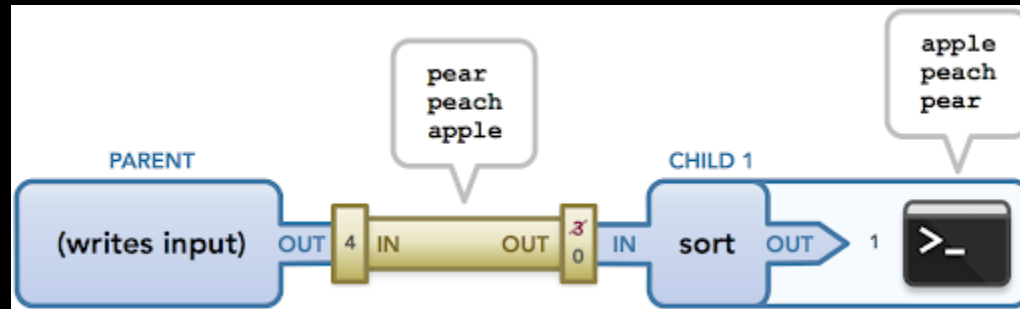 pear
peach
apple
apple
peach
pear
PARENT
CHILD 1
(writes input) OUT 4 IN OUT 3 0 IN sort OUT 1 >_